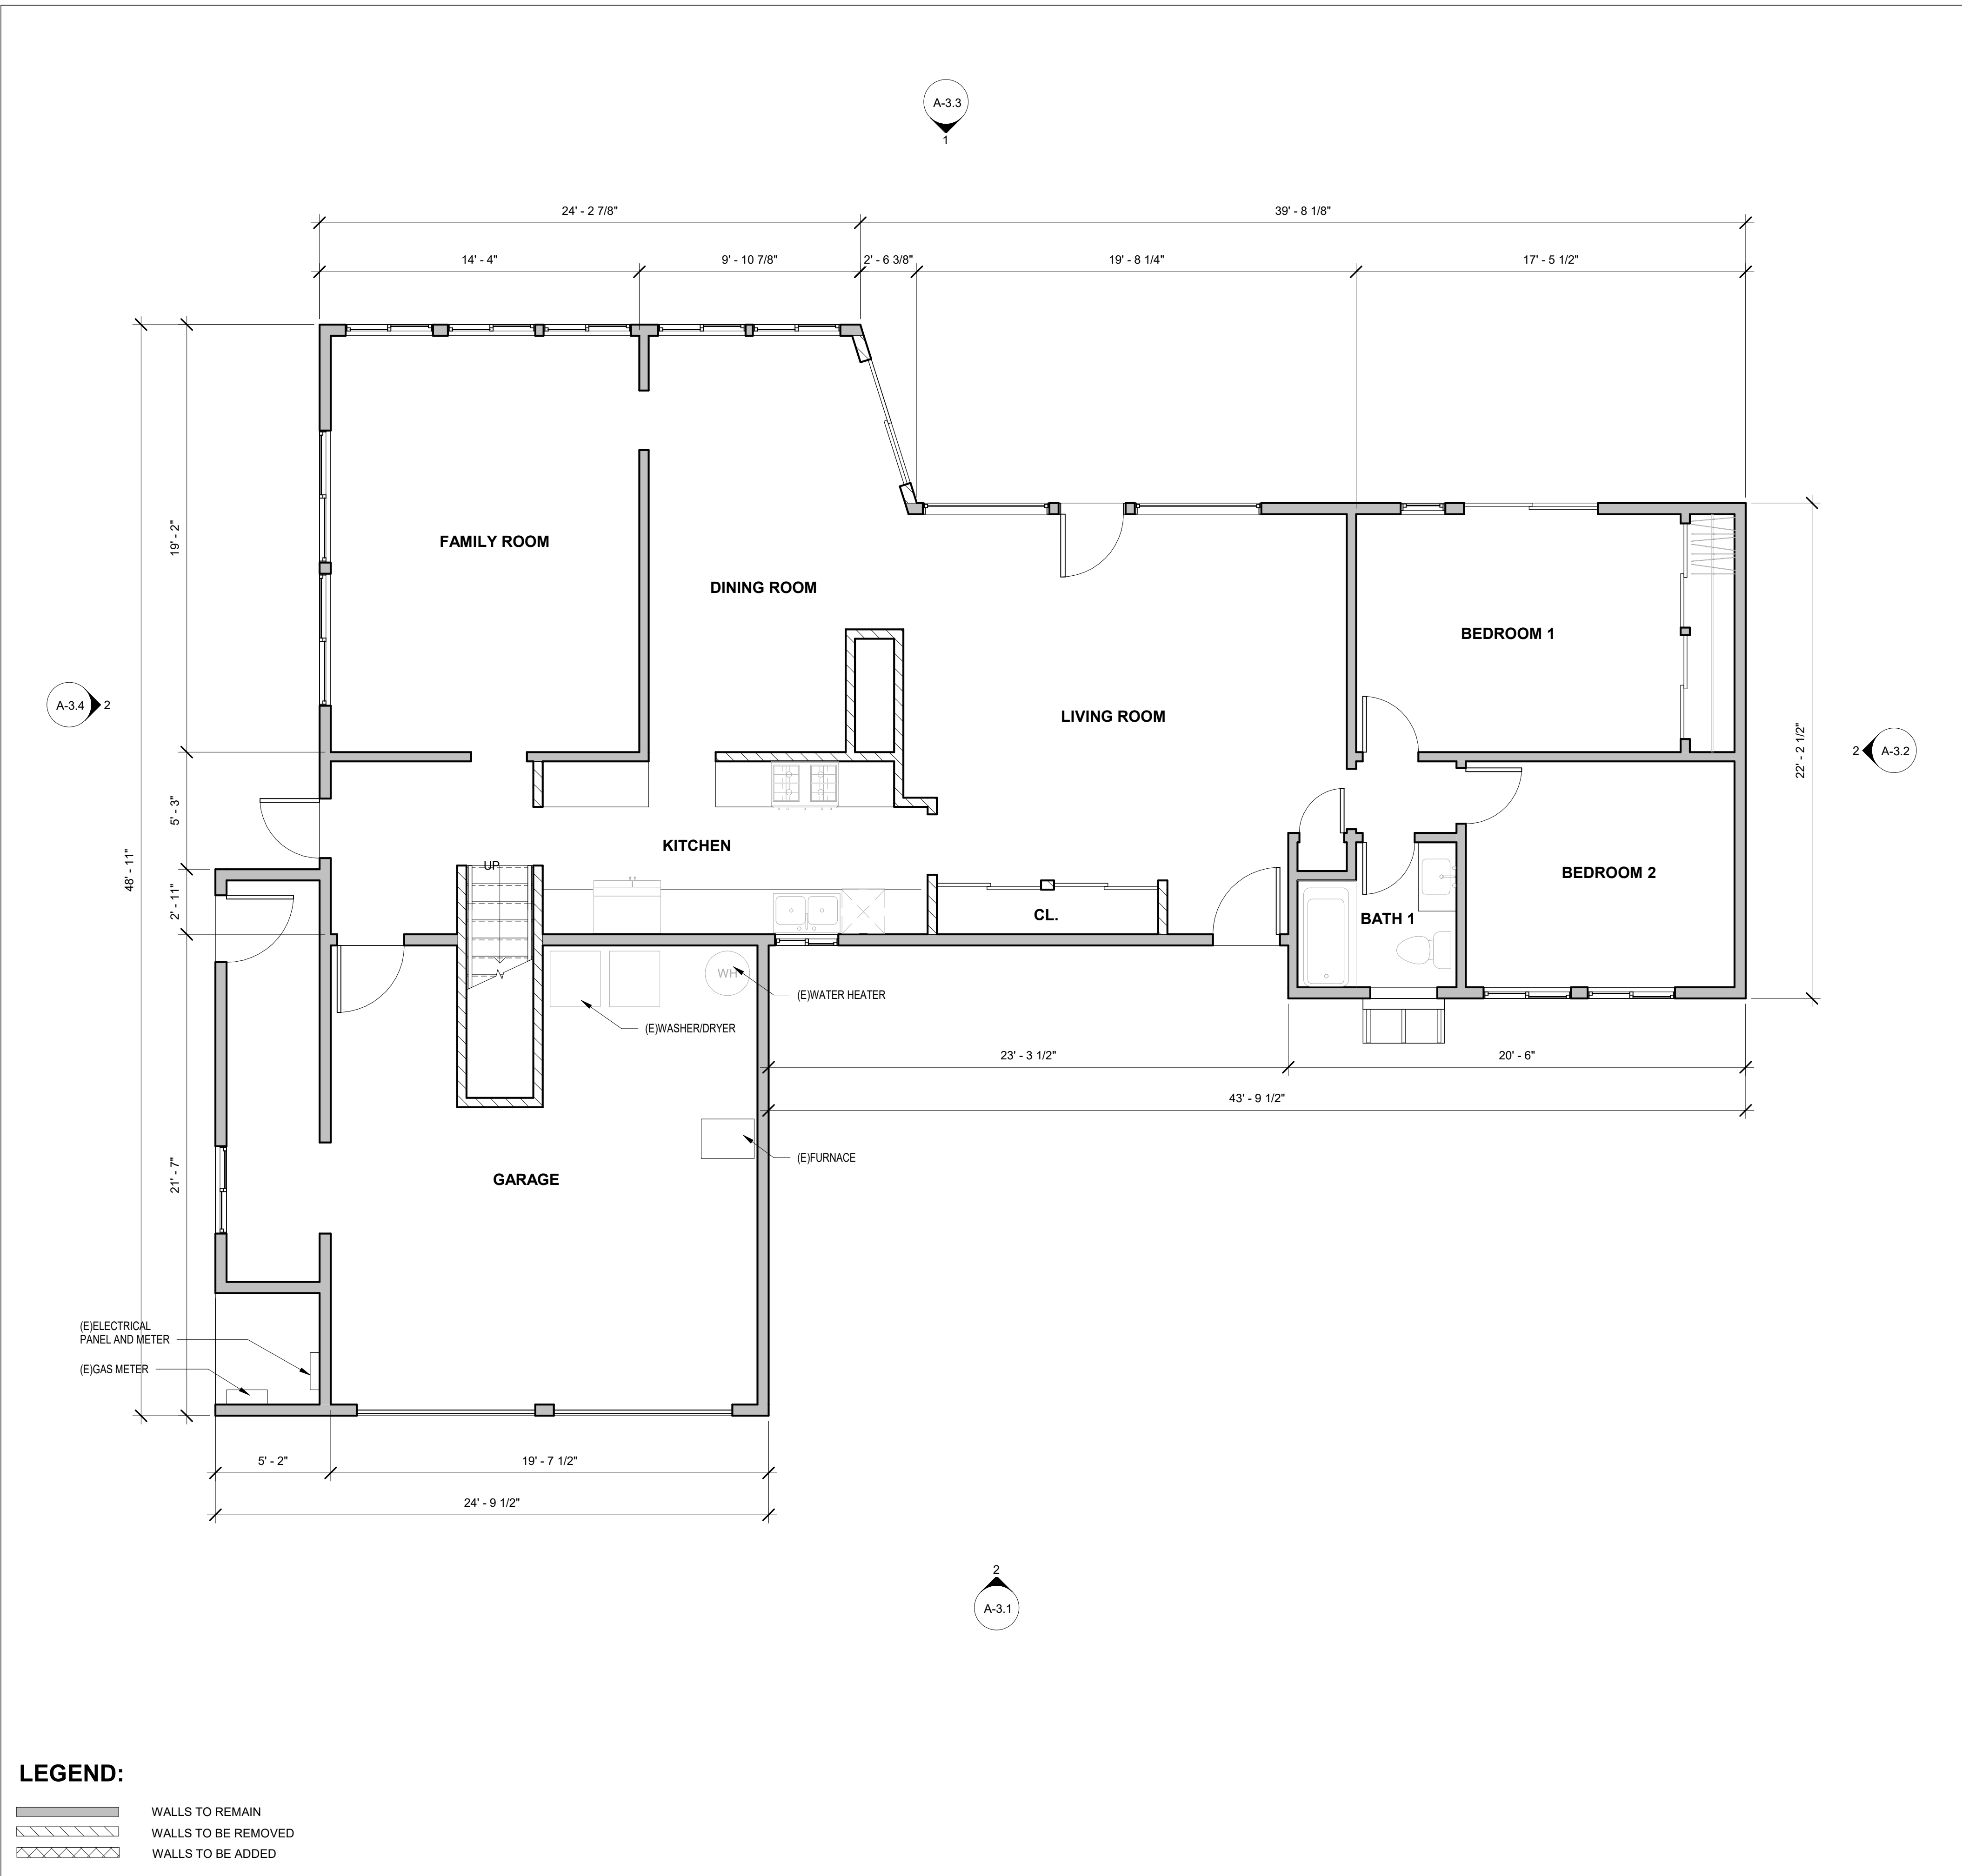 A-3.3
1
24' - 2 7/8"
39' - 8 1/8"
14' - 4"
9' - 10 7/8"
2' - 6 3/8"
19' - 8 1/4"
17' - 5 1/2"
19' - 2"
FAMILY ROOM
DINING ROOM
BEDROOM 1
A-3.4
2
LIVING ROOM
22' - 2 1/2"
2
A-3.2
5' - 3"
KITCHEN
48' - 11"
UP
BEDROOM 2
2' - 11"
CL.
BATH 1
WH
(E)WATER HEATER
(E)WASHER/DRYER
23' - 3 1/2"
20' - 6"
43' - 9 1/2"
21' - 7"
(E)FURNACE
GARAGE
(E)ELECTRICAL
PANEL AND METER
(E)GAS METER
5' - 2"
19' - 7 1/2"
24' - 9 1/2"
2
A-3.1
LEGEND:
WALLS TO REMAIN
WALLS TO BE REMOVED
WALLS TO BE ADDED